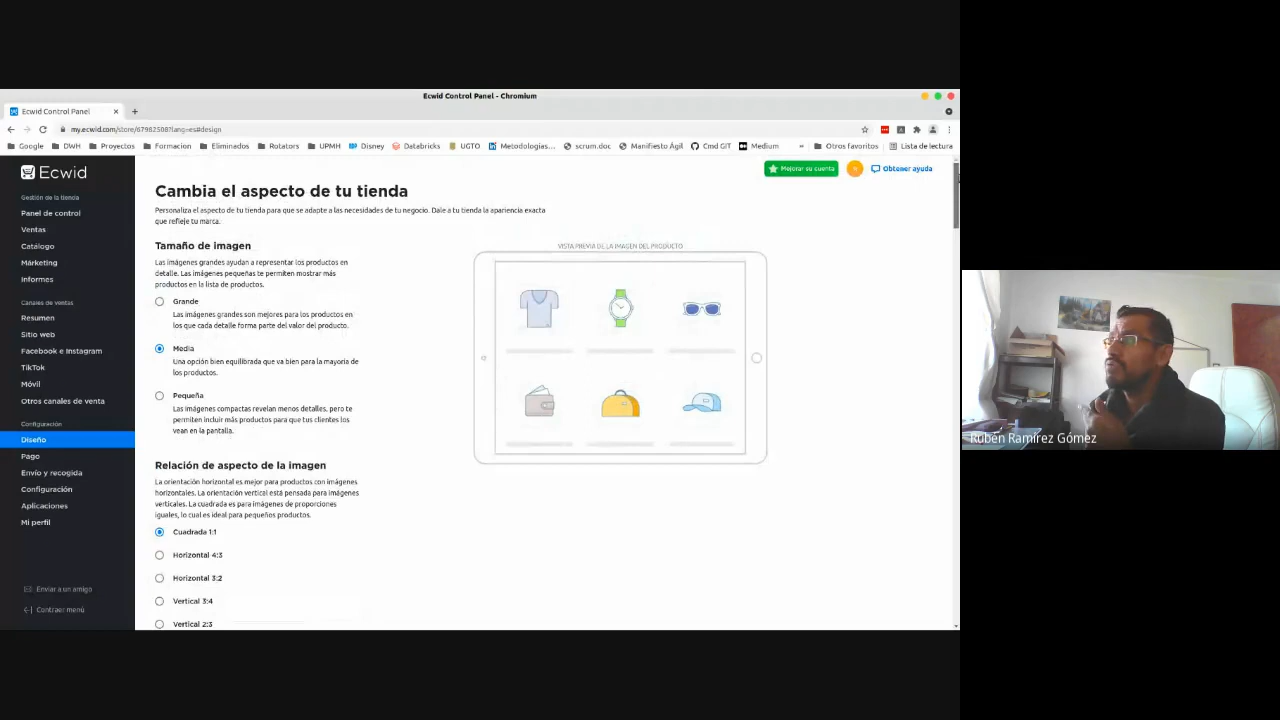 Ecwid Control Panel - Chromium
Ecwid Control Panel
my.ecwid.com/store/67982508?lang=es#design
Google DWH Proyectos Formacion Eliminados Rotators UPMH Disney Databricks UGTO Metodologias... scrum.doc Manifiesto Ágil Cmd GIT Medium » Otros favoritos Lista de lectura
Ecwid
Mejorar su cuenta
Obtener ayuda
Gestión de la tienda
Panel de control
Ventas
Catálogo
Márketing
Informes
Canales de ventas
Resumen
Sitio web
Facebook e Instagram
TikTok
Móvil
Otros canales de venta
Configuración
Diseño
Pago
Envío y recogida
Configuración
Aplicaciones
Mi perfil
Enviar a un amigo
Contraer menú
Cambia el aspecto de tu tienda
Personaliza el aspecto de tu tienda para que se adapte a las necesidades de tu negocio. Dale a tu tienda la apariencia exacta
que refleje tu marca.
Tamaño de imagen
Las imágenes grandes ayudan a representar los productos en
detalle. Las imágenes pequeñas te permiten mostrar más
productos en la lista de productos.
Grande
Las imágenes grandes son mejores para los productos en
los que cada detalle forma parte del valor del producto.
Media
Una opción bien equilibrada que va bien para la mayoría de
los productos.
Pequeña
Las imágenes compactas revelan menos detalles, pero te
permiten incluir más productos para que tus clientes los
vean en la pantalla.
Relación de aspecto de la imagen
La orientación horizontal es mejor para productos con imágenes
horizontales. La orientación vertical está pensada para imágenes
verticales. La cuadrada es para imágenes de proporciones
iguales, lo cual es ideal para pequeños productos.
Cuadrada 1:1
Horizontal 4:3
Horizontal 3:2
Vertical 3:4
Vertical 2:3
VISTA PREVIA DE LA IMAGEN DEL PRODUCTO
Rubén Ramírez Gómez